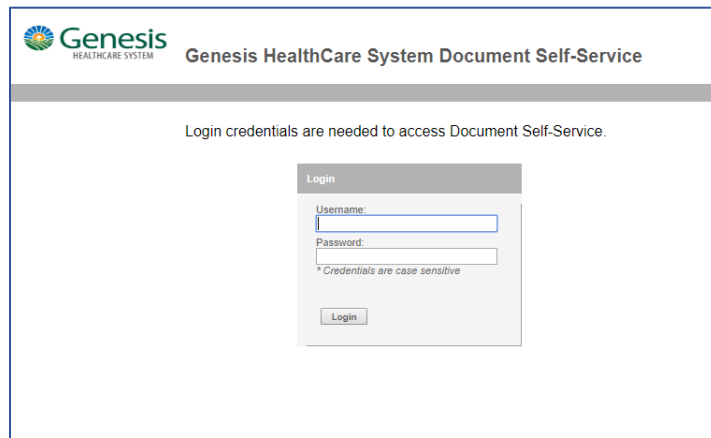 Genesis
HEALTHCARE SYSTEM
Genesis HealthCare System Document Self-Service
Login credentials are needed to access Document Self-Service.
Login
Username:
Password:
* Credentials are case sensitive
Login